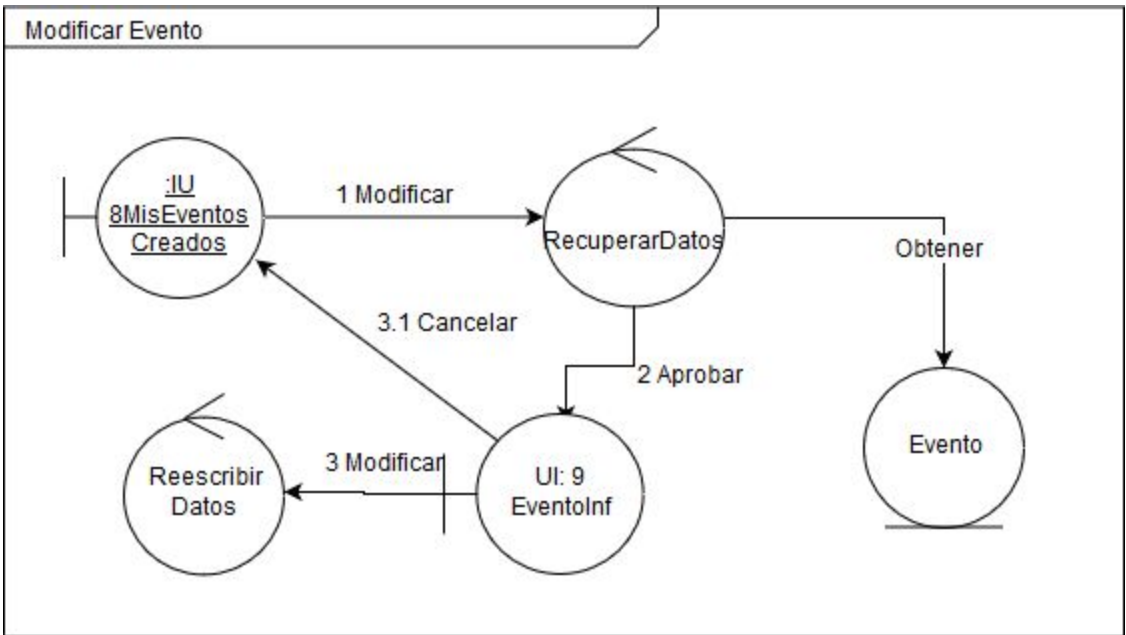 Modificar Evento
:IU
8MisEventos
Creados
1 Modificar
RecuperarDatos
Obtener
3.1 Cancelar
2 Aprobar
Evento
Reescribir
Datos
3 Modificar
UI: 9
EventoInf